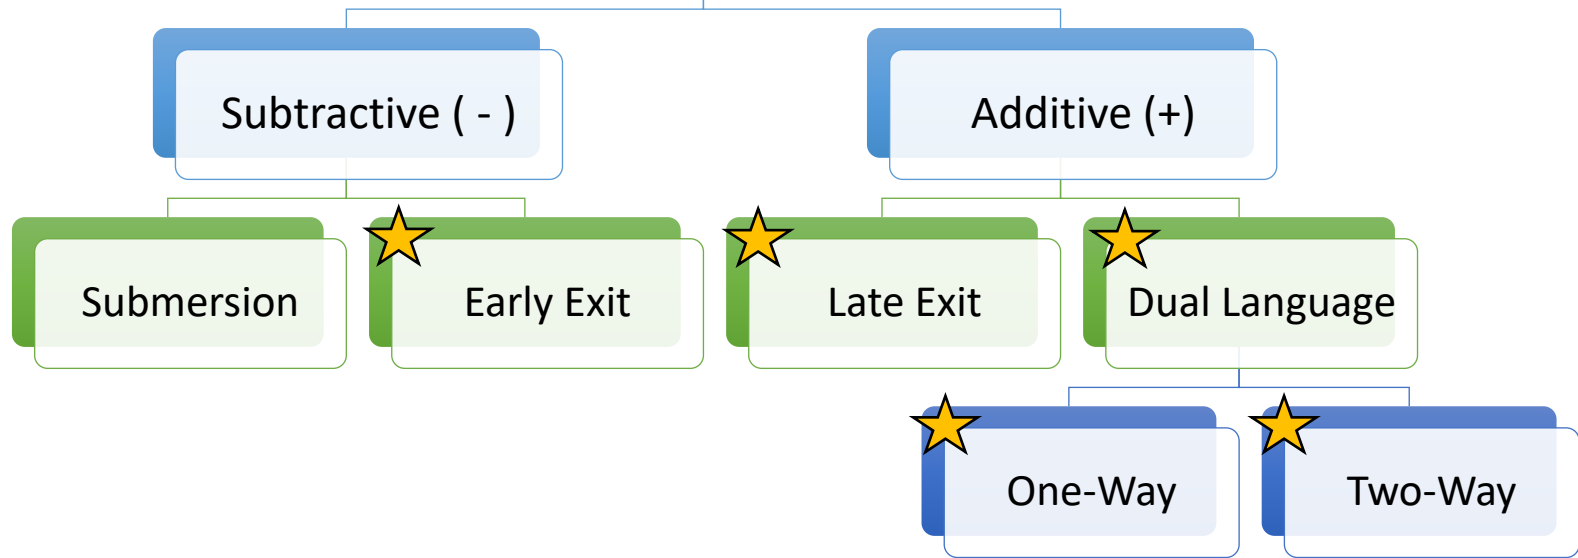 Subtractive ( - )
Additive (+)
Submersion
Early Exit
Late Exit
Dual Language
One-Way
Two-Way